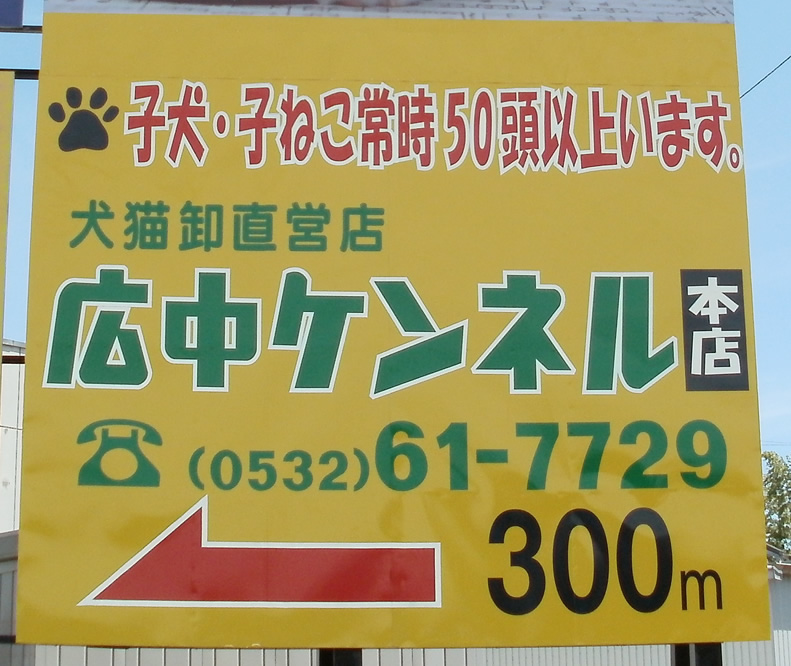 子犬・子ねこ常時50頭以上います。
犬猫卸直営店
広中ケンネル 本店
(0532)61-7729
300m